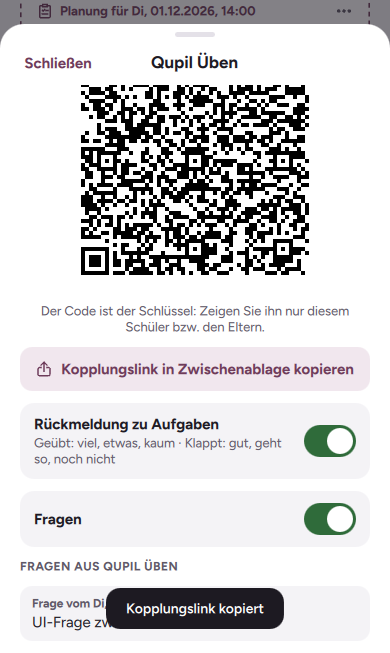 Planung für Di, 01.12.2026, 14:00
Schließen
Qupil Üben
Der Code ist der Schlüssel: Zeigen Sie ihn nur diesem
Schüler bzw. den Eltern.
Kopplungslink in Zwischenablage kopieren
Rückmeldung zu Aufgaben
Geübt: viel, etwas, kaum · Klappt: gut, geht
so, noch nicht
Fragen
FRAGEN AUS QUPIL ÜBEN
Frage vom Di,
UI-Frage
Kopplungslink kopiert